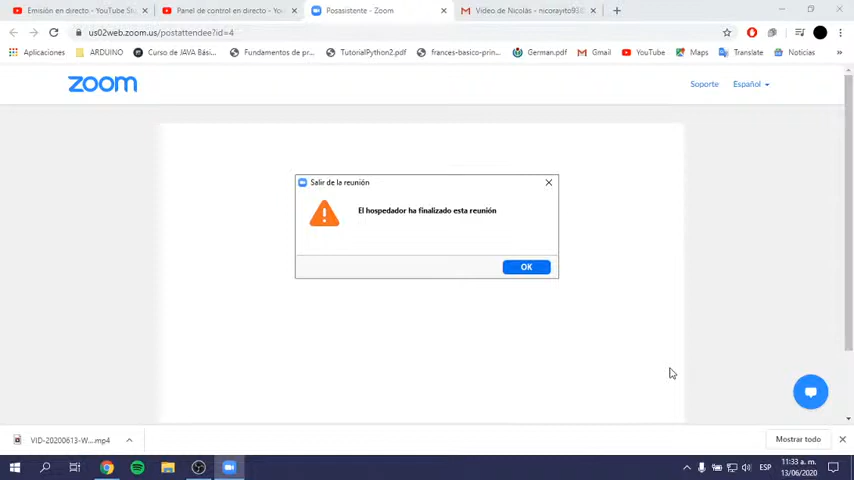 Emisión en directo - YouTube St
Panel de control en directo - Yo
Posasistente - Zoom
Video de Nicolás - nicorayito93@
us02web.zoom.us/postattendee?id=4
Aplicaciones
ARDUINO
Curso de JAVA Bási...
Fundamentos de pr...
TutorialPython2.pdf
frances-basico-prin...
German.pdf
Gmail
YouTube
Maps
Translate
Noticias
zoom
Soporte
Español
Salir de la reunión
El hospedador ha finalizado esta reunión
OK
VID-20200613-W....mp4
Mostrar todo
ESP
11:33 a. m.
13/06/2020